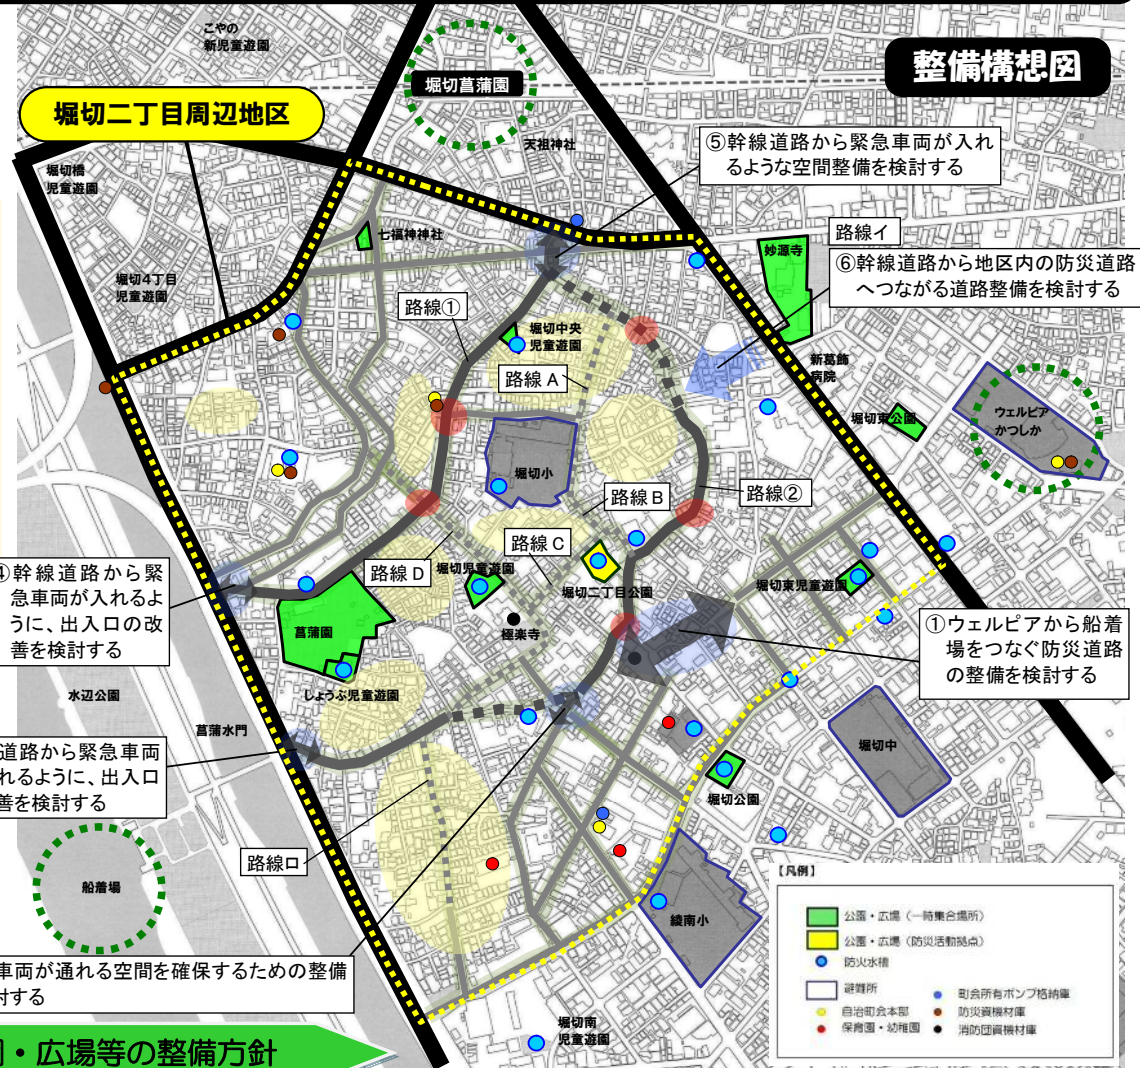 整備構想図
こやの
新児童遊園
堀切菖蒲園
堀切二丁目周辺地区
天祖神社
⑤幹線道路から緊急車両が入れ
るような空間整備を検討する
堀切橋
児童遊園
七福神神社
妙源寺
路線イ
⑥幹線道路から地区内の防災道路
へつながる道路整備を検討する
堀切4丁目
児童遊園
路線①
堀切中央
児童遊園
路線A
新葛飾
病院
堀切東公園
ウェルピア
かつしか
堀切小
路線B
路線②
路線C
路線D
堀切児童遊園
堀切二丁目公園
堀切東児童遊園
④幹線道路から緊
急車両が入れるよ
うに、出入口の改
善を検討する
菖蒲園
極楽寺
①ウェルピアから船着
場をつなぐ防災道路
の整備を検討する
しょうぶ児童遊園
水辺公園
菖蒲水門
道路から緊急車両
れるように、出入口
善を検討する
堀切中
堀切公園
路線ロ
船着場
綾南小
車両が通れる空間を確保するための整備
討する
堀切南
児童遊園
・広場等の整備方針
【凡例】
公園・広場（一時集合場所）
公園・広場（防災活動拠点）
防火水槽
避難所
自治町会本部
保育園・幼稚園
町会所有ポンプ格納庫
防災資機材庫
消防団資機材庫